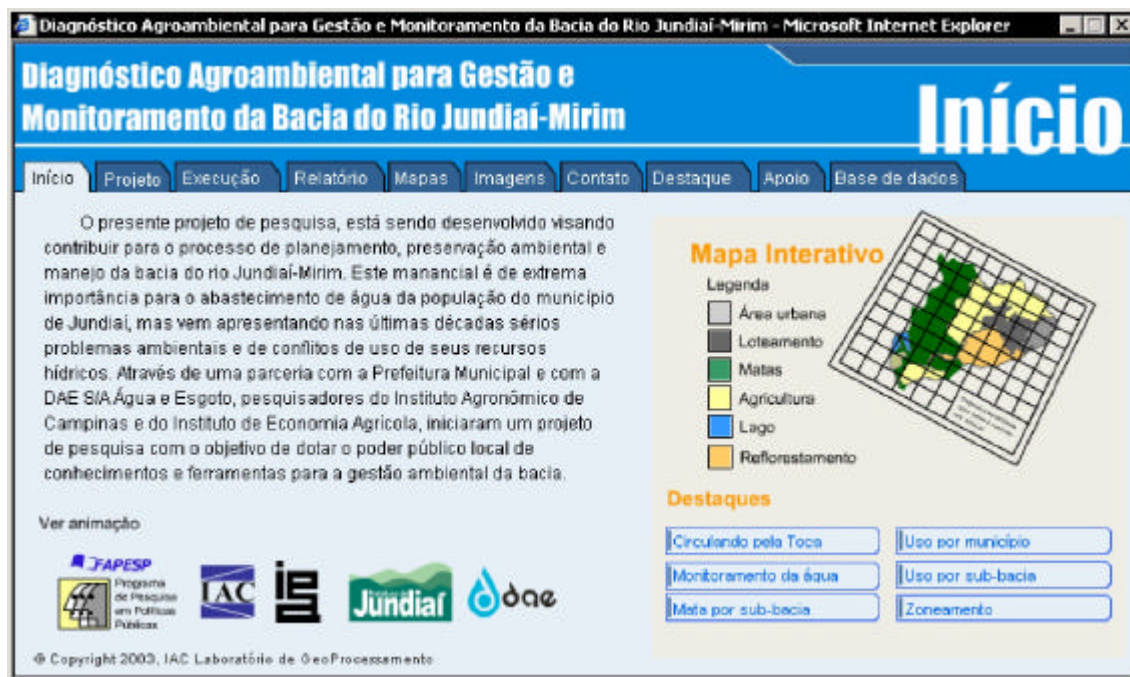 Diagnóstico Agroambiental para Gestão e Monitoramento da Bacia do Rio Jundiaí-Mirim - Microsoft Internet Explorer
Diagnóstico Agroambiental para Gestão e
Monitoramento da Bacia do Rio Jundiaí-Mirim
Início
Início Projeto Execução Relatório Mapas Imagens Contato Destaque Apoio Base de dados
O presente projeto de pesquisa, está sendo desenvolvido visando
contribuir para o processo de planejamento, preservação ambiental e
manejo da bacia do rio Jundiaí-Mirim. Este manancial é de extrema
importância para o abastecimento de água da população do município
de Jundiaí, mas vem apresentando nas últimas décadas sérios
problemas ambientais e de conflitos de uso de seus recursos
hídricos. Através de uma parceria com a Prefeitura Municipal e com a
DAE S/A Água e Esgoto, pesquisadores do Instituto Agronômico de
Campinas e do Instituto de Economia Agrícola, iniciaram um projeto
de pesquisa com o objetivo de dotar o poder público local de
conhecimentos e ferramentas para a gestão ambiental da bacia.
Ver animação
FAPESP
Programa
de Pesquisa
em Políticas
Públicas
IAC
iea
Jundiaí
dae
© Copyright 2003, IAC Laboratório de GeoProcessamento
Mapa Interativo
Legenda
Área urbana
Loteamento
Matas
Agricultura
Lago
Reflorestamento
Destaques
Circulando pela Toca
Uso por município
Monitoramento da água
Uso por sub-bacia
Mata por sub-bacia
Zoneamento